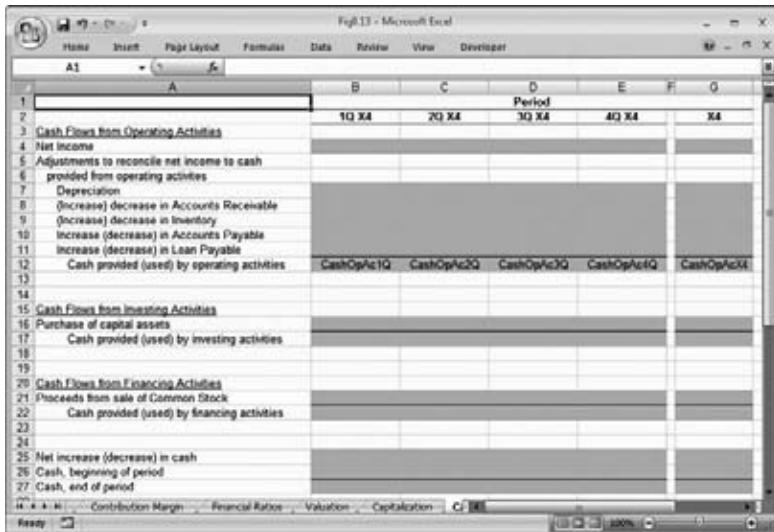 Fig8.13 - Microsoft Excel
Home Insert Page Layout Formulas Data Review View Developer
A1 fx
A B C D E F G
1 Period
2 1Q X4 2Q X4 3Q X4 4Q X4 X4
3 Cash Flows from Operating Activities
4 Net Income
5 Adjustments to reconcile net income to cash
6 provided from operating activites
7 Depreciation
8 (Increase) decrease in Accounts Receivable
9 (Increase) decrease in Inventory
10 Increase (decrease) in Accounts Payable
11 Increase (decrease) in Loan Payable
12 Cash provided (used) by operating activities CashOpAc1Q CashOpAc2Q CashOpAc3Q CashOpAc4Q CashOpAcX4
13
14
15 Cash Flows from Investing Activities
16 Purchase of capital assets
17 Cash provided (used) by investing activities
18
19
20 Cash Flows from Financing Activities
21 Proceeds from sale of Common Stock
22 Cash provided (used) by financing activities
23
24
25 Net increase (decrease) in cash
26 Cash, beginning of period
27 Cash, end of period
Contribution Margin Financial Ratios Valuation Capitalization
Ready 100%